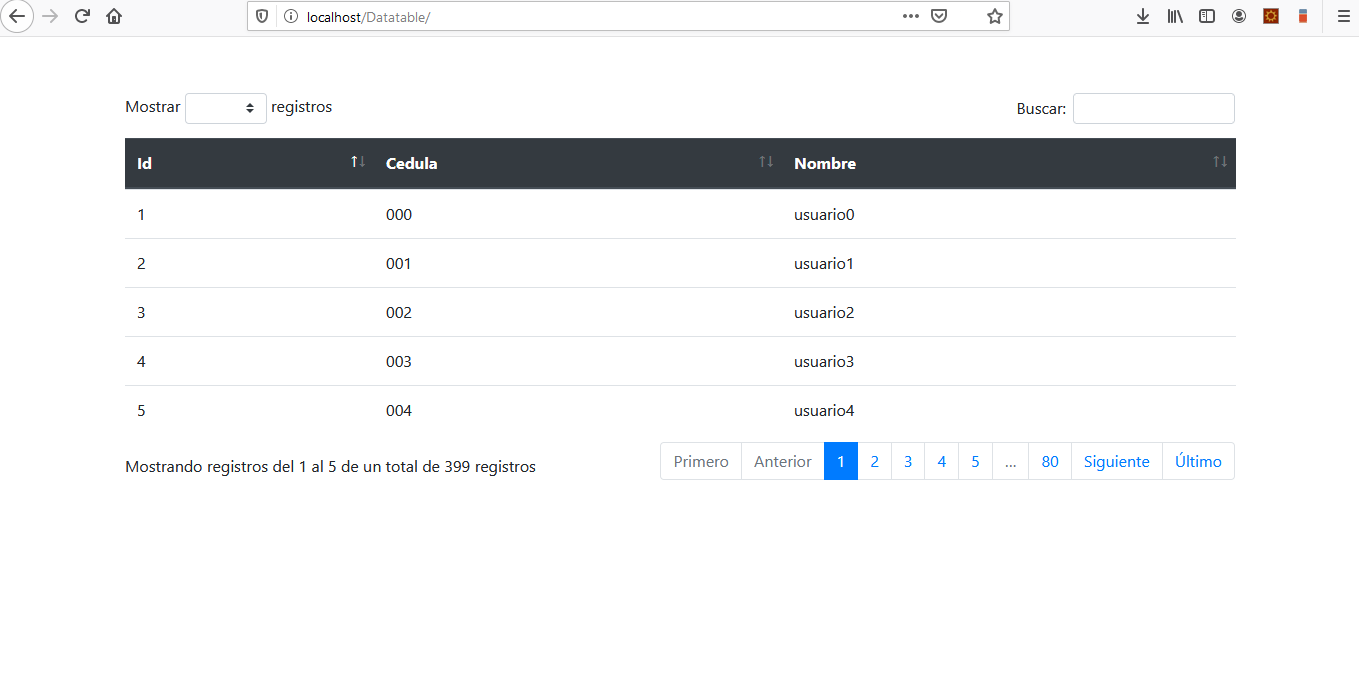 localhost/Datatable/
Mostrar registros Buscar:
Id Cedula Nombre
1 000 usuario0
2 001 usuario1
3 002 usuario2
4 003 usuario3
5 004 usuario4
Mostrando registros del 1 al 5 de un total de 399 registros Primero Anterior 1 2 3 4 5 ... 80 Siguiente Último